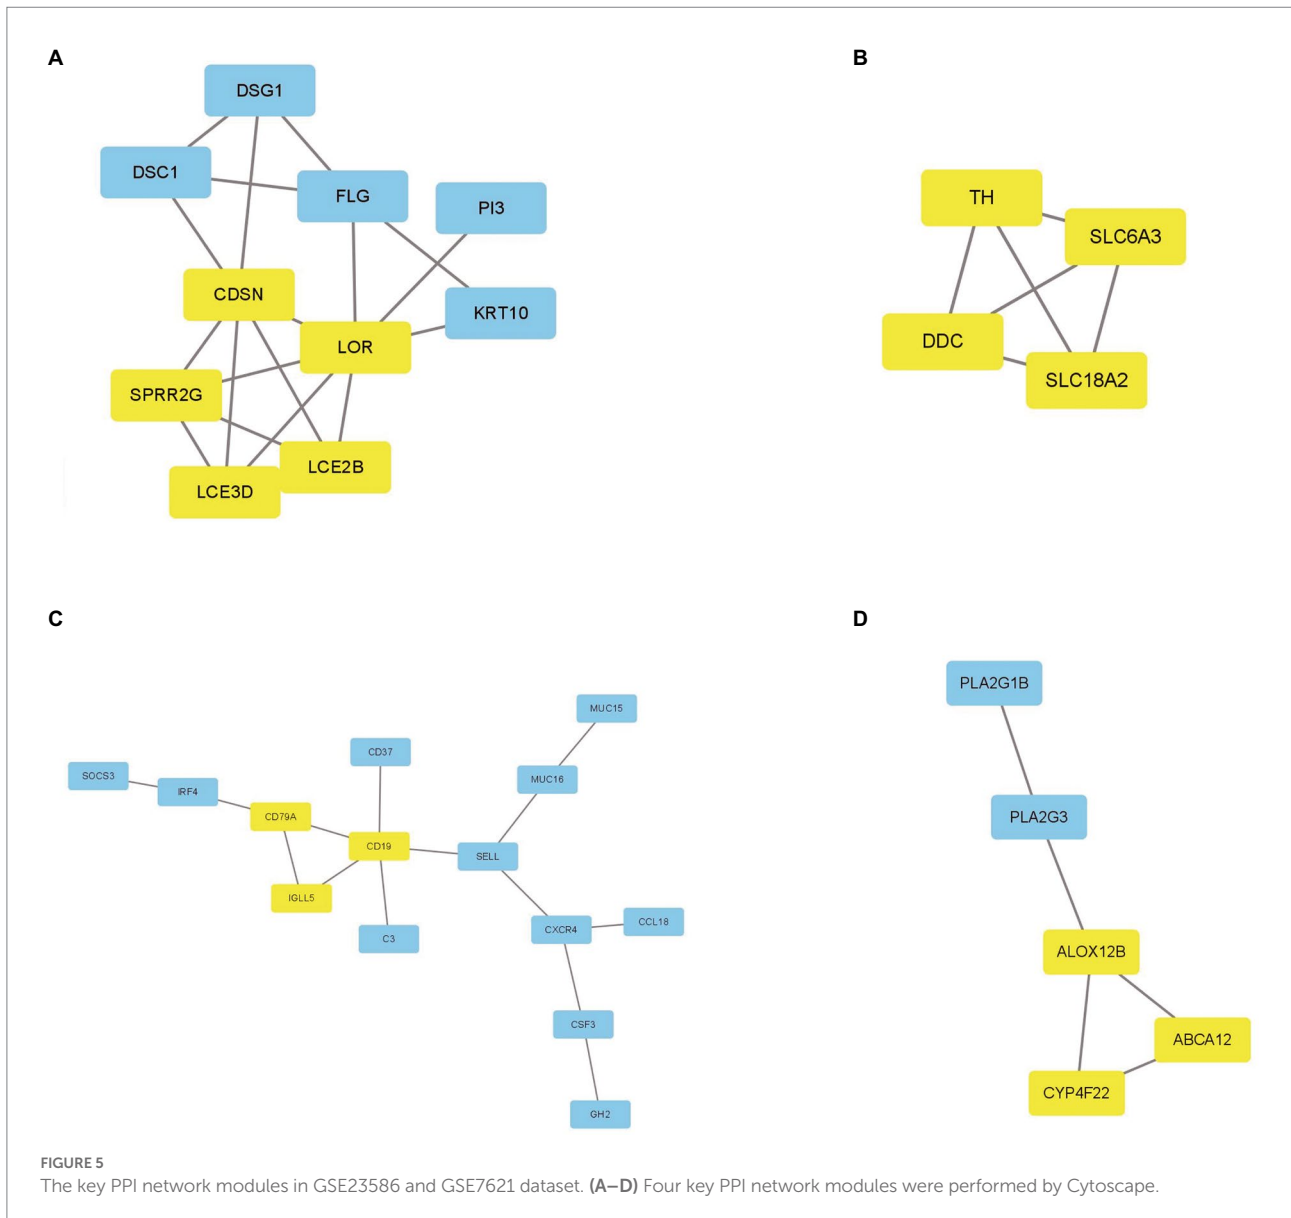 A
DSG1
DSC1
FLG
PI3
CDSN
KRT10
LOR
SPRR2G
LCE2B
LCE3D
B
TH
SLC6A3
DDC
SLC18A2
C
MUC15
CD37
SOCS3
MUC16
IRF4
CD79A
CD19
SELL
IGLL5
CCL18
CXCR4
C3
CSF3
GH2
D
PLA2G1B
PLA2G3
ALOX12B
ABCA12
CYP4F22
FIGURE 5
The key PPI network modules in GSE23586 and GSE7621 dataset. (A–D) Four key PPI network modules were performed by Cytoscape.